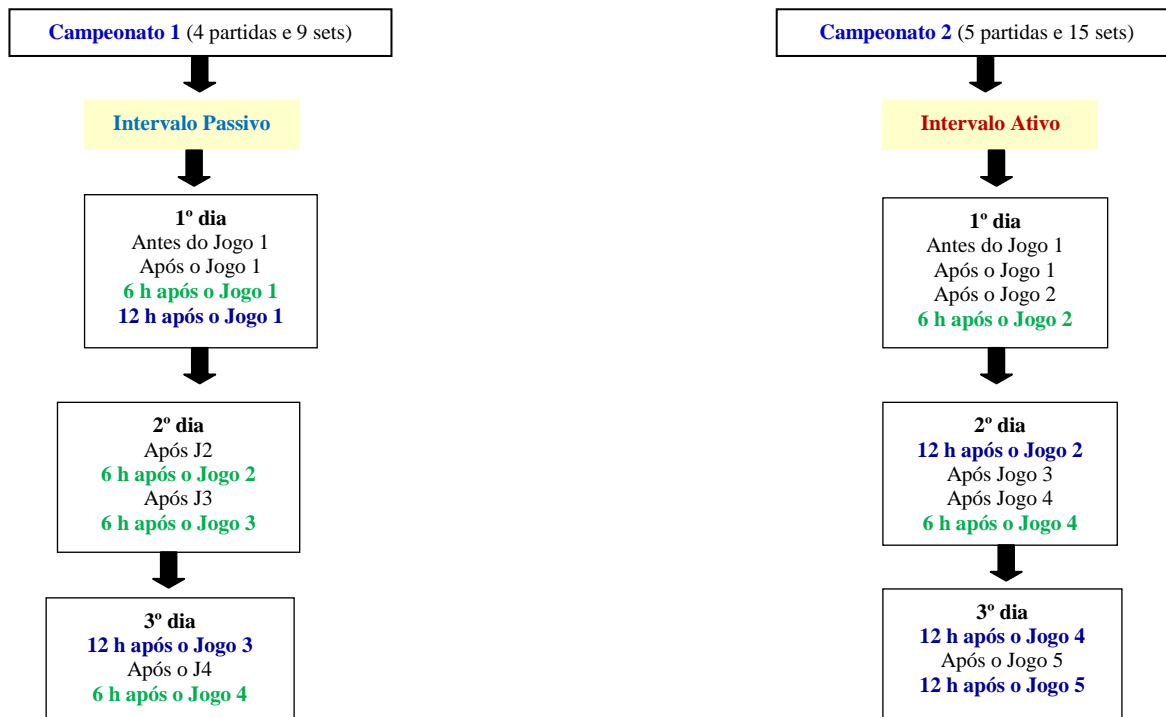 Campeonato 1 (4 partidas e 9 sets)
Intervalo Passivo
1º dia
Antes do Jogo 1
Após o Jogo 1
6 h após o Jogo 1
12 h após o Jogo 1
2º dia
Após J2
6 h após o Jogo 2
Após J3
6 h após o Jogo 3
3º dia
12 h após o Jogo 3
Após o J4
6 h após o Jogo 4
Campeonato 2 (5 partidas e 15 sets)
Intervalo Ativo
1º dia
Antes do Jogo 1
Após o Jogo 1
Após o Jogo 2
6 h após o Jogo 2
2º dia
12 h após o Jogo 2
Após Jogo 3
Após Jogo 4
6 h após o Jogo 4
3º dia
12 h após o Jogo 4
Após o Jogo 5
12 h após o Jogo 5